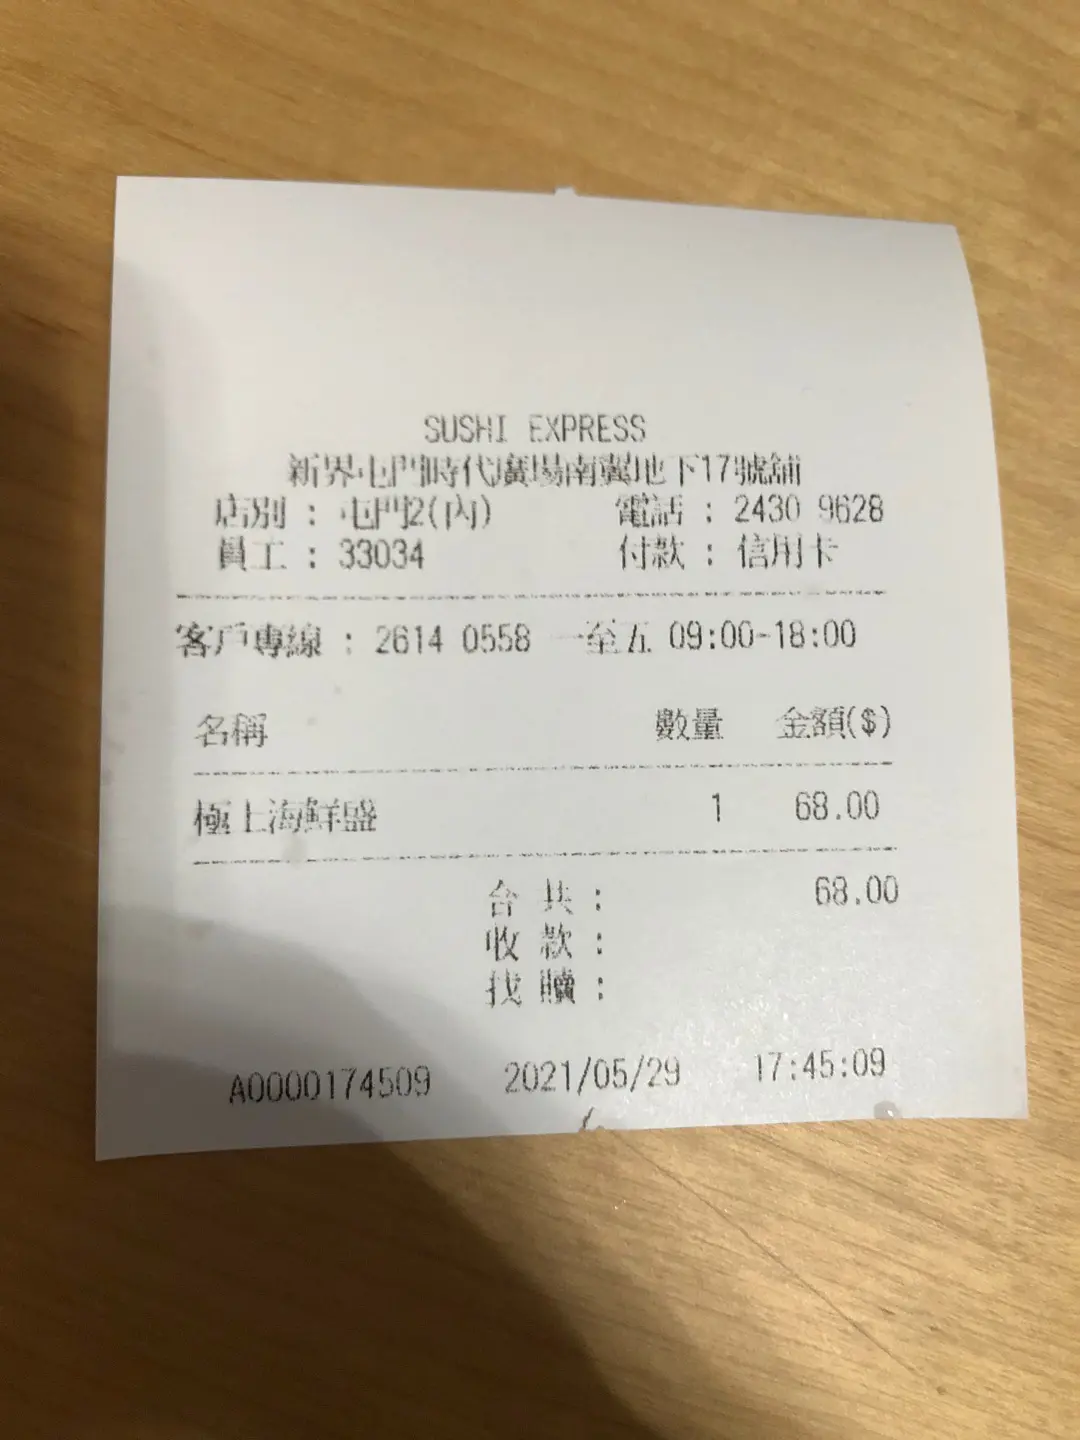 SUSHI EXPRESS
新界屯門時代廣場南翼地下17號舖
店別 : 屯門2(內) 電話 : 2430 9628
員工 : 33034 付款 : 信用卡
客戶專線 : 2614 0558 一至五 09:00-18:00
名稱 數量 金額($)
極上海鮮盛 1 68.00
合 共 : 68.00
收 款 :
找 贖 :
A0000174509 2021/05/29 17:45:09